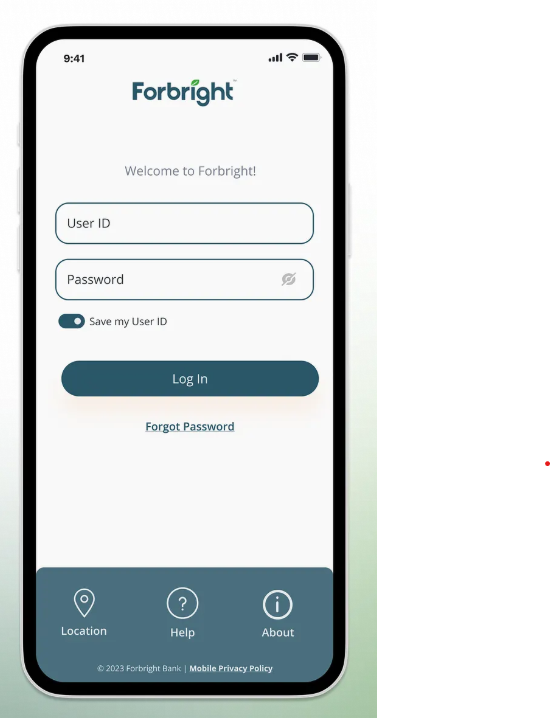 9:41
Forbright
Welcome to Forbright!
User ID
Password
Save my User ID
Log In
Forgot Password
Location
Help
About
© 2023 Forbright Bank | Mobile Privacy Policy